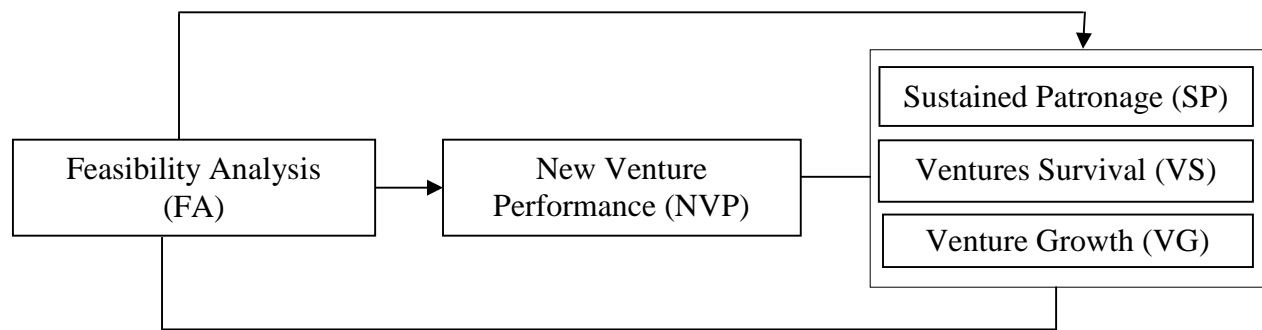 Feasibility Analysis
(FA)
New Venture
Performance (NVP)
Sustained Patronage (SP)
Ventures Survival (VS)
Venture Growth (VG)